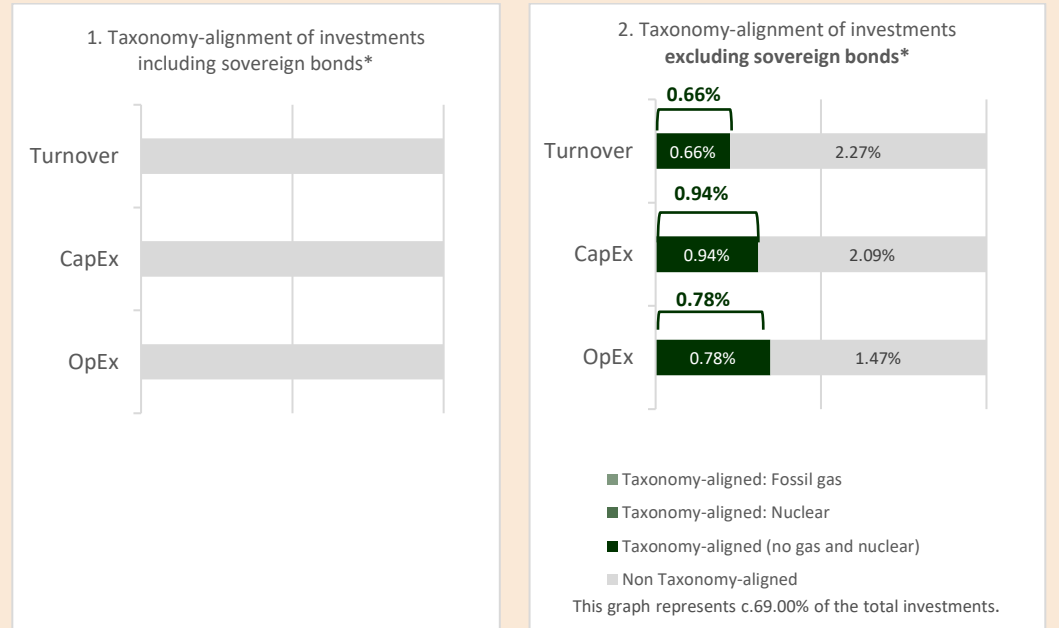 1. Taxonomy-alignment of investments
including sovereign bonds*
Turnover
CapEx
OpEx
2. Taxonomy-alignment of investments
excluding sovereign bonds*
0.66%
Turnover
0.66%
2.27%
0.94%
CapEx
0.94%
2.09%
0.78%
OpEx
0.78%
1.47%
Taxonomy-aligned: Fossil gas
Taxonomy-aligned: Nuclear
Taxonomy-aligned (no gas and nuclear)
Non Taxonomy-aligned
This graph represents c.69.00% of the total investments.